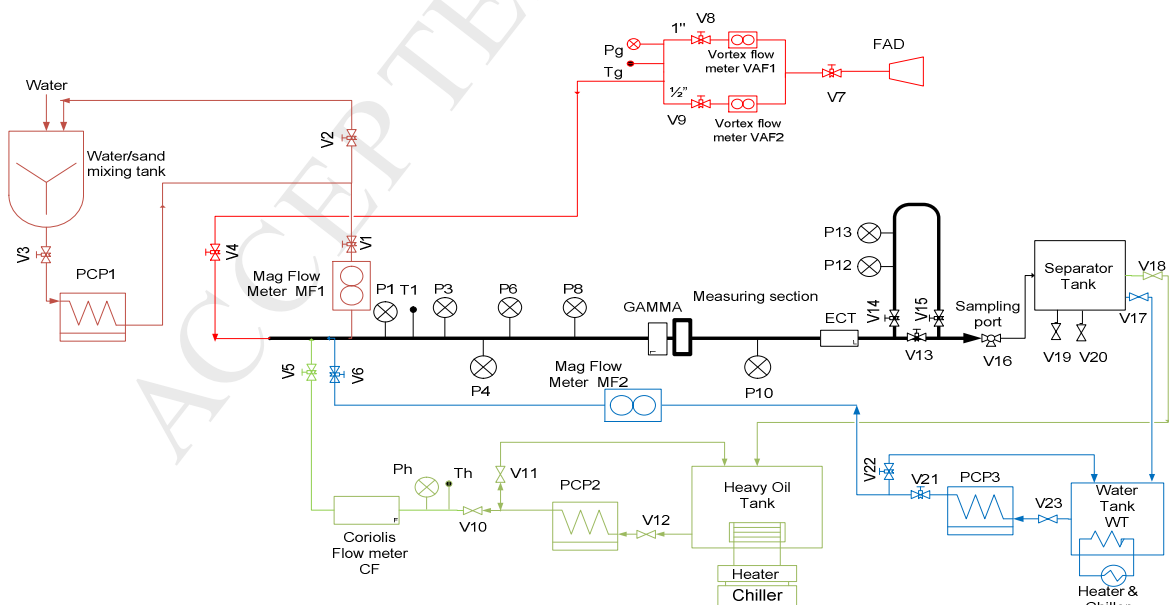 ACCEPTE
V8
1"
Pg
Vortex flow
meter VAF1
FAD
Tg
½"
V7
V9
Vortex flow
meter VAF2
Water
V2
Water/sand
mixing tank
V3
V4
V1
PCP1
Mag Flow
Meter MF1
P1
T1
P3
P6
P8
GAMMA
Measuring section
P13
P12
ECT
V14
V15
V13
Sampling
port
V16
Separator
Tank
V18
V17
V19
V20
V5
V6
P4
Mag Flow
Meter MF2
P10
Ph
Th
V11
PCP2
V10
V12
Heavy Oil
Tank
Coriolis
Flow meter
CF
F
Heater
Chiller
V22
V21
PCP3
V23
Water
Tank
WT
Heater &